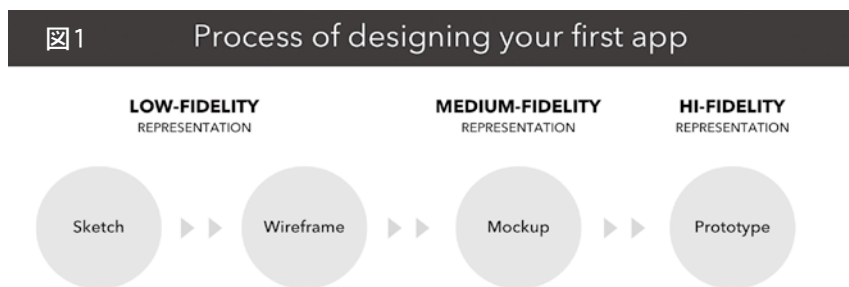 図1 Process of designing your first app
LOW-FIDELITY MEDIUM-FIDELITY HI-FIDELITY
REPRESENTATION REPRESENTATION REPRESENTATION
Sketch Wireframe Mockup Prototype